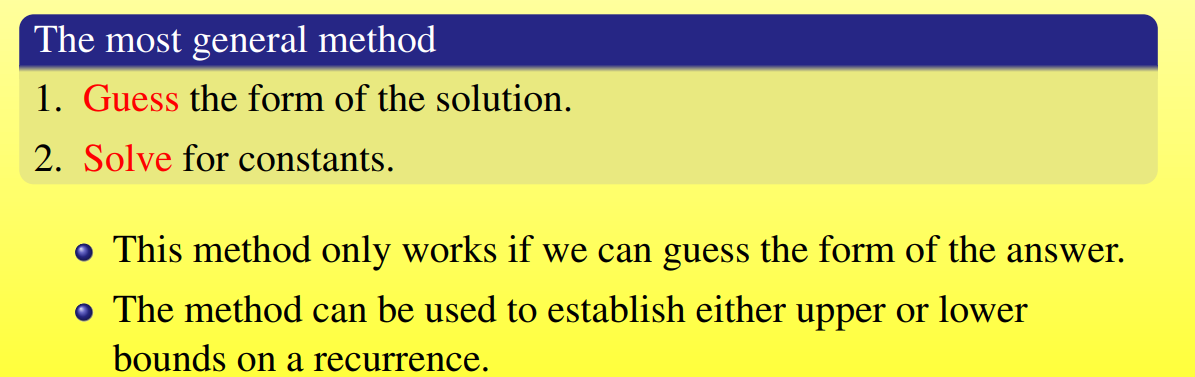 The most general method
1. Guess the form of the solution.
2. Solve for constants.
This method only works if we can guess the form of the answer.
The method can be used to establish either upper or lower
bounds on a recurrence.